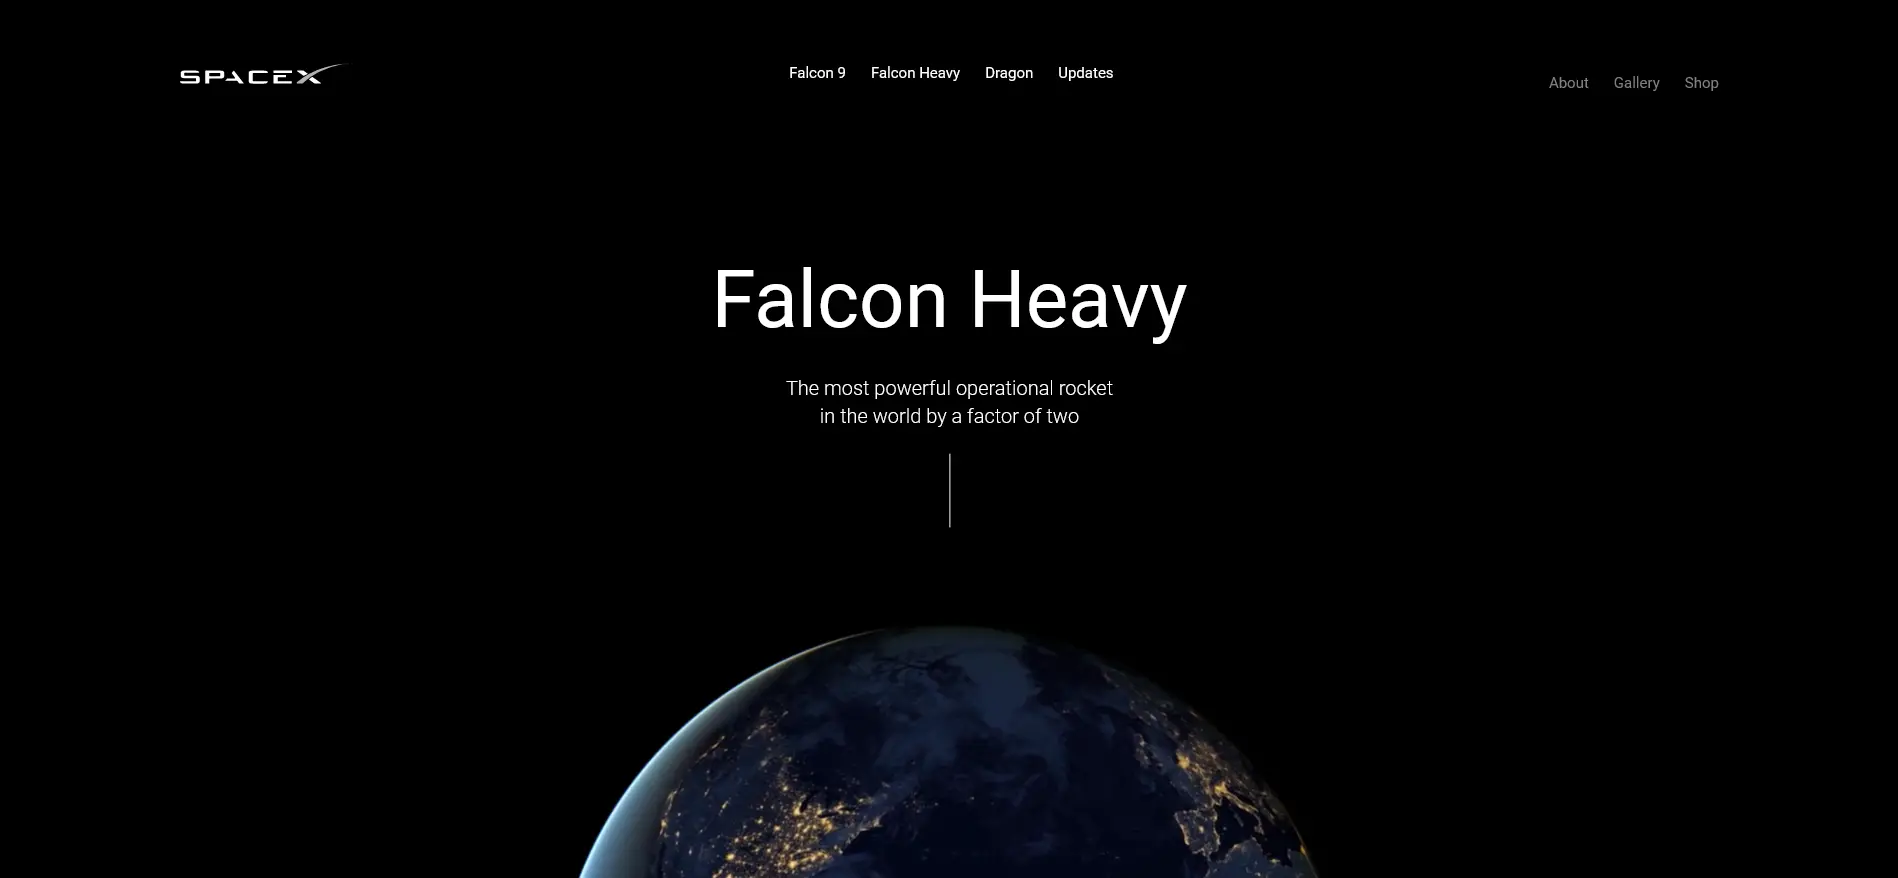 SPACEX
Falcon 9 Falcon Heavy Dragon Updates
About Gallery Shop
Falcon Heavy
The most powerful operational rocket
in the world by a factor of two